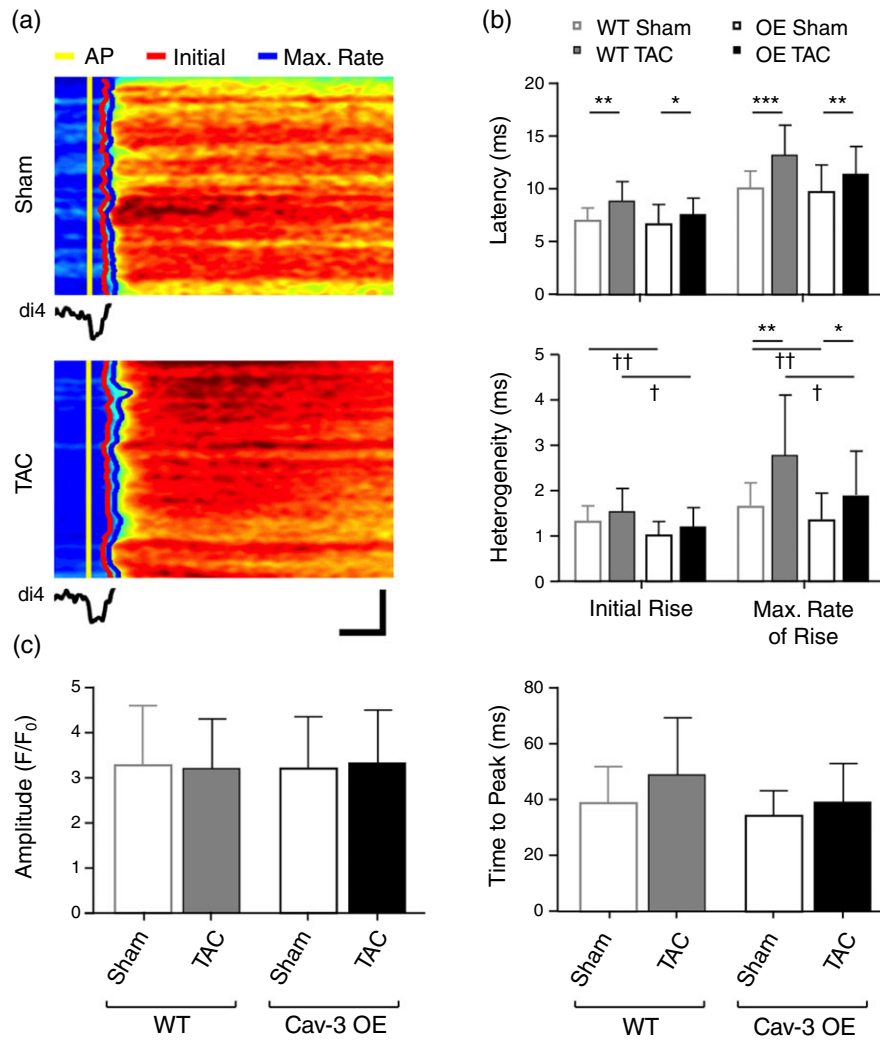 (a)
AP Initial Max. Rate
Sham
di4
TAC
di4
(b)
WT Sham OE Sham
WT TAC OE TAC
20
15
10
5
0
Latency (ms)
** * *** **
5
4
3
2
1
0
Heterogeneity (ms)
** *
†† ††
† †
Initial Rise Max. Rate
of Rise
(c)
5
4
3
2
1
0
Amplitude (F/F0)
Sham TAC Sham TAC
WT Cav-3 OE
80
60
40
20
0
Time to Peak (ms)
Sham TAC Sham TAC
WT Cav-3 OE